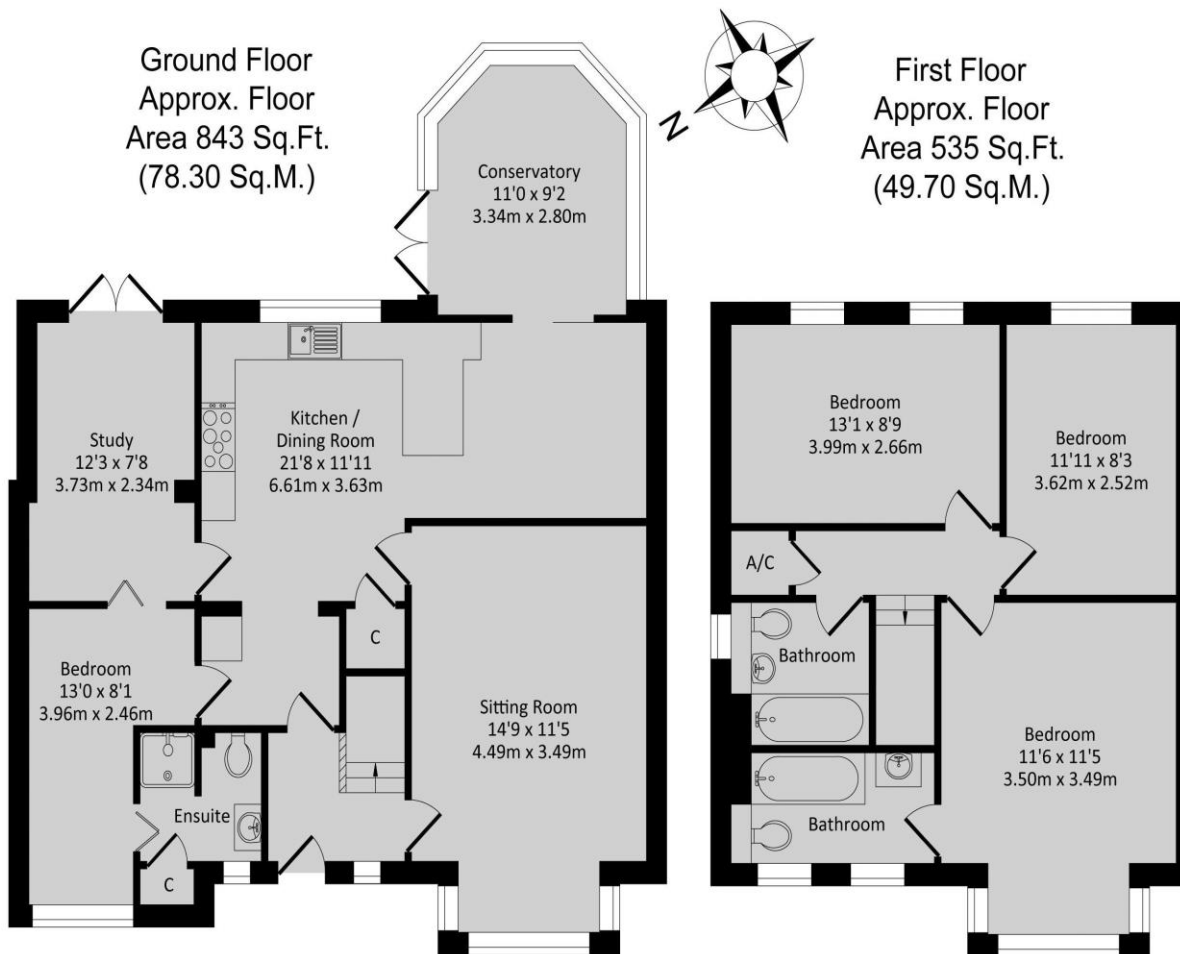 Ground Floor
Approx. Floor
Area 843 Sq.Ft.
(78.30 Sq.M.)
N
First Floor
Approx. Floor
Area 535 Sq.Ft.
(49.70 Sq.M.)
Conservatory
11'0 x 9'2
3.34m x 2.80m
Study
12'3 x 7'8
3.73m x 2.34m
Kitchen /
Dining Room
21'8 x 11'11
6.61m x 3.63m
Bedroom
13'0 x 8'1
3.96m x 2.46m
C
Sitting Room
14'9 x 11'5
4.49m x 3.49m
Ensuite
C
Bedroom
13'1 x 8'9
3.99m x 2.66m
Bedroom
11'11 x 8'3
3.62m x 2.52m
A/C
Bathroom
Bedroom
11'6 x 11'5
3.50m x 3.49m
Bathroom